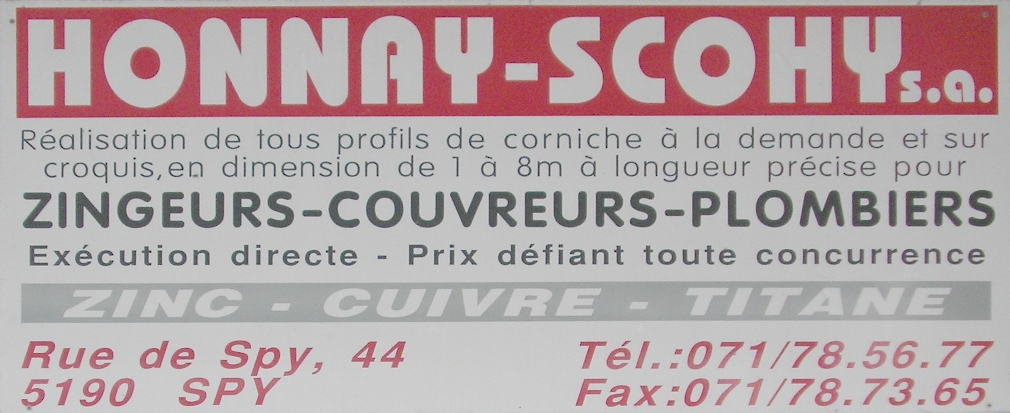 HONNAY-SCOHY s.a.
Réalisation de tous profils de corniche à la demande et sur
croquis,en dimension de 1 à 8m à longueur précise pour
ZINGEURS-COUVREURS-PLOMBIERS
Exécution directe - Prix défiant toute concurrence
ZINC - CUIVRE - TITANE
Rue de Spy, 44 Tél.:071/78.56.77
5190 SPY Fax:071/78.73.65